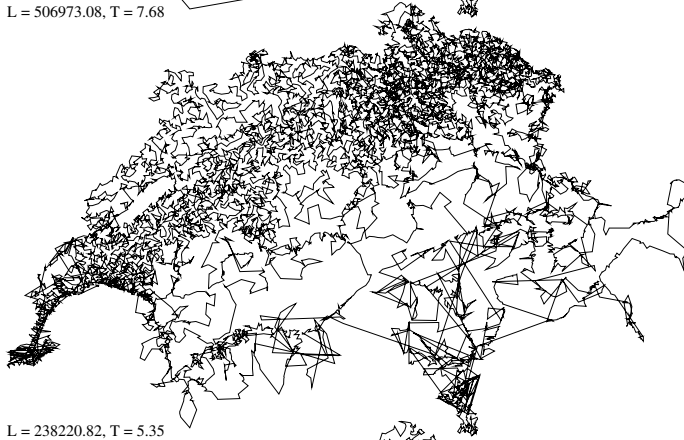 L = 506973.08, T = 7.68
L = 238220.82, T = 5.35